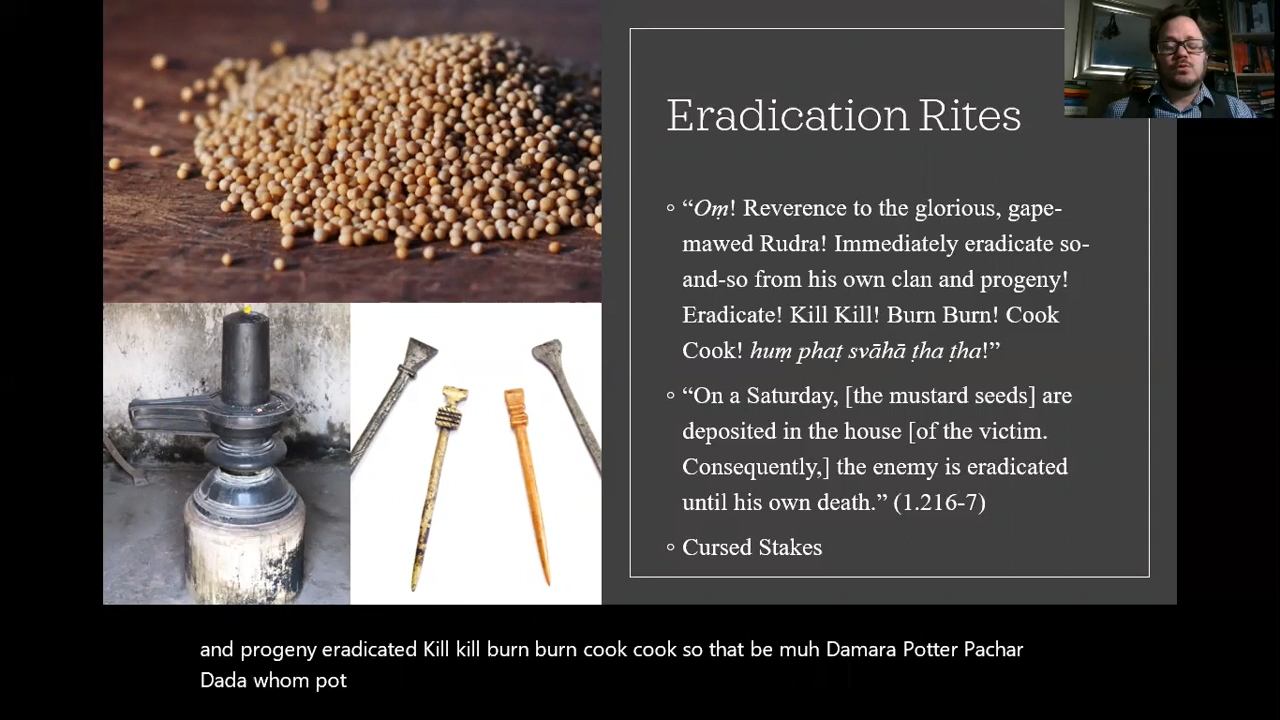 Eradication Rites
“Oṃ! Reverence to the glorious, gape-
mawed Rudra! Immediately eradicate so-
and-so from his own clan and progeny!
Eradicate! Kill Kill! Burn Burn! Cook
Cook! huṃ phaṭ svāhā ṭha ṭha!”
“On a Saturday, [the mustard seeds] are
deposited in the house [of the victim.
Consequently,] the enemy is eradicated
until his own death.” (1.216-7)
Cursed Stakes
and progeny eradicated Kill kill burn burn cook cook so that be muh Damara Potter Pachar
Dada whom pot